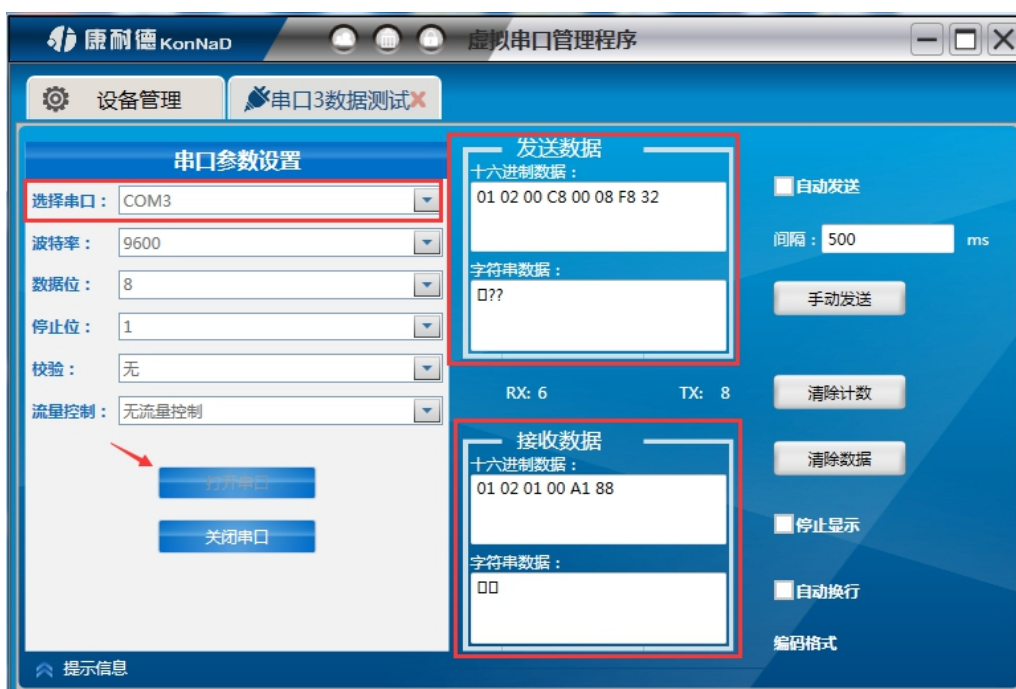 康耐德 KonNaD
虚拟串口管理程序
设备管理
串口3数据测试
串口参数设置
选择串口： COM3
波特率： 9600
数据位： 8
停止位： 1
校验： 无
流量控制： 无流量控制
打开串口
关闭串口
发送数据
十六进制数据：
01 02 00 C8 00 08 F8 32
字符串数据：
□??
RX: 6 TX: 8
接收数据
十六进制数据：
01 02 01 00 A1 88
字符串数据：
□□
自动发送
间隔： 500 ms
手动发送
清除计数
清除数据
停止显示
自动换行
编码格式
提示信息